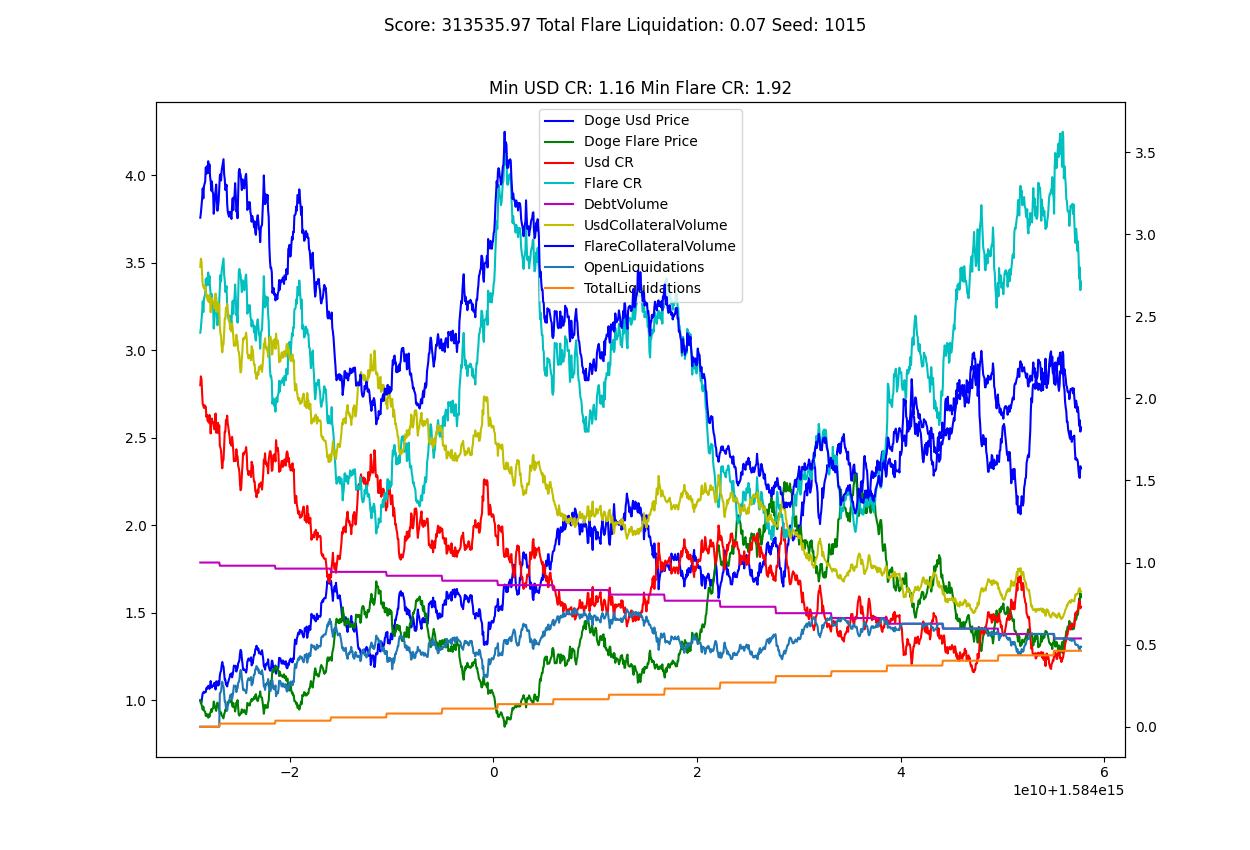 Score: 313535.97 Total Flare Liquidation: 0.07 Seed: 1015
Min USD CR: 1.16 Min Flare CR: 1.92
Doge Usd Price
Doge Flare Price
Usd CR
Flare CR
DebtVolume
UsdCollateralVolume
FlareCollateralVolume
OpenLiquidations
TotalLiquidations
4.0
3.5
3.0
2.5
2.0
1.5
1.0
3.5
3.0
2.5
2.0
1.5
1.0
0.5
0.0
−2
0
2
4
6
1e10+1.584e15